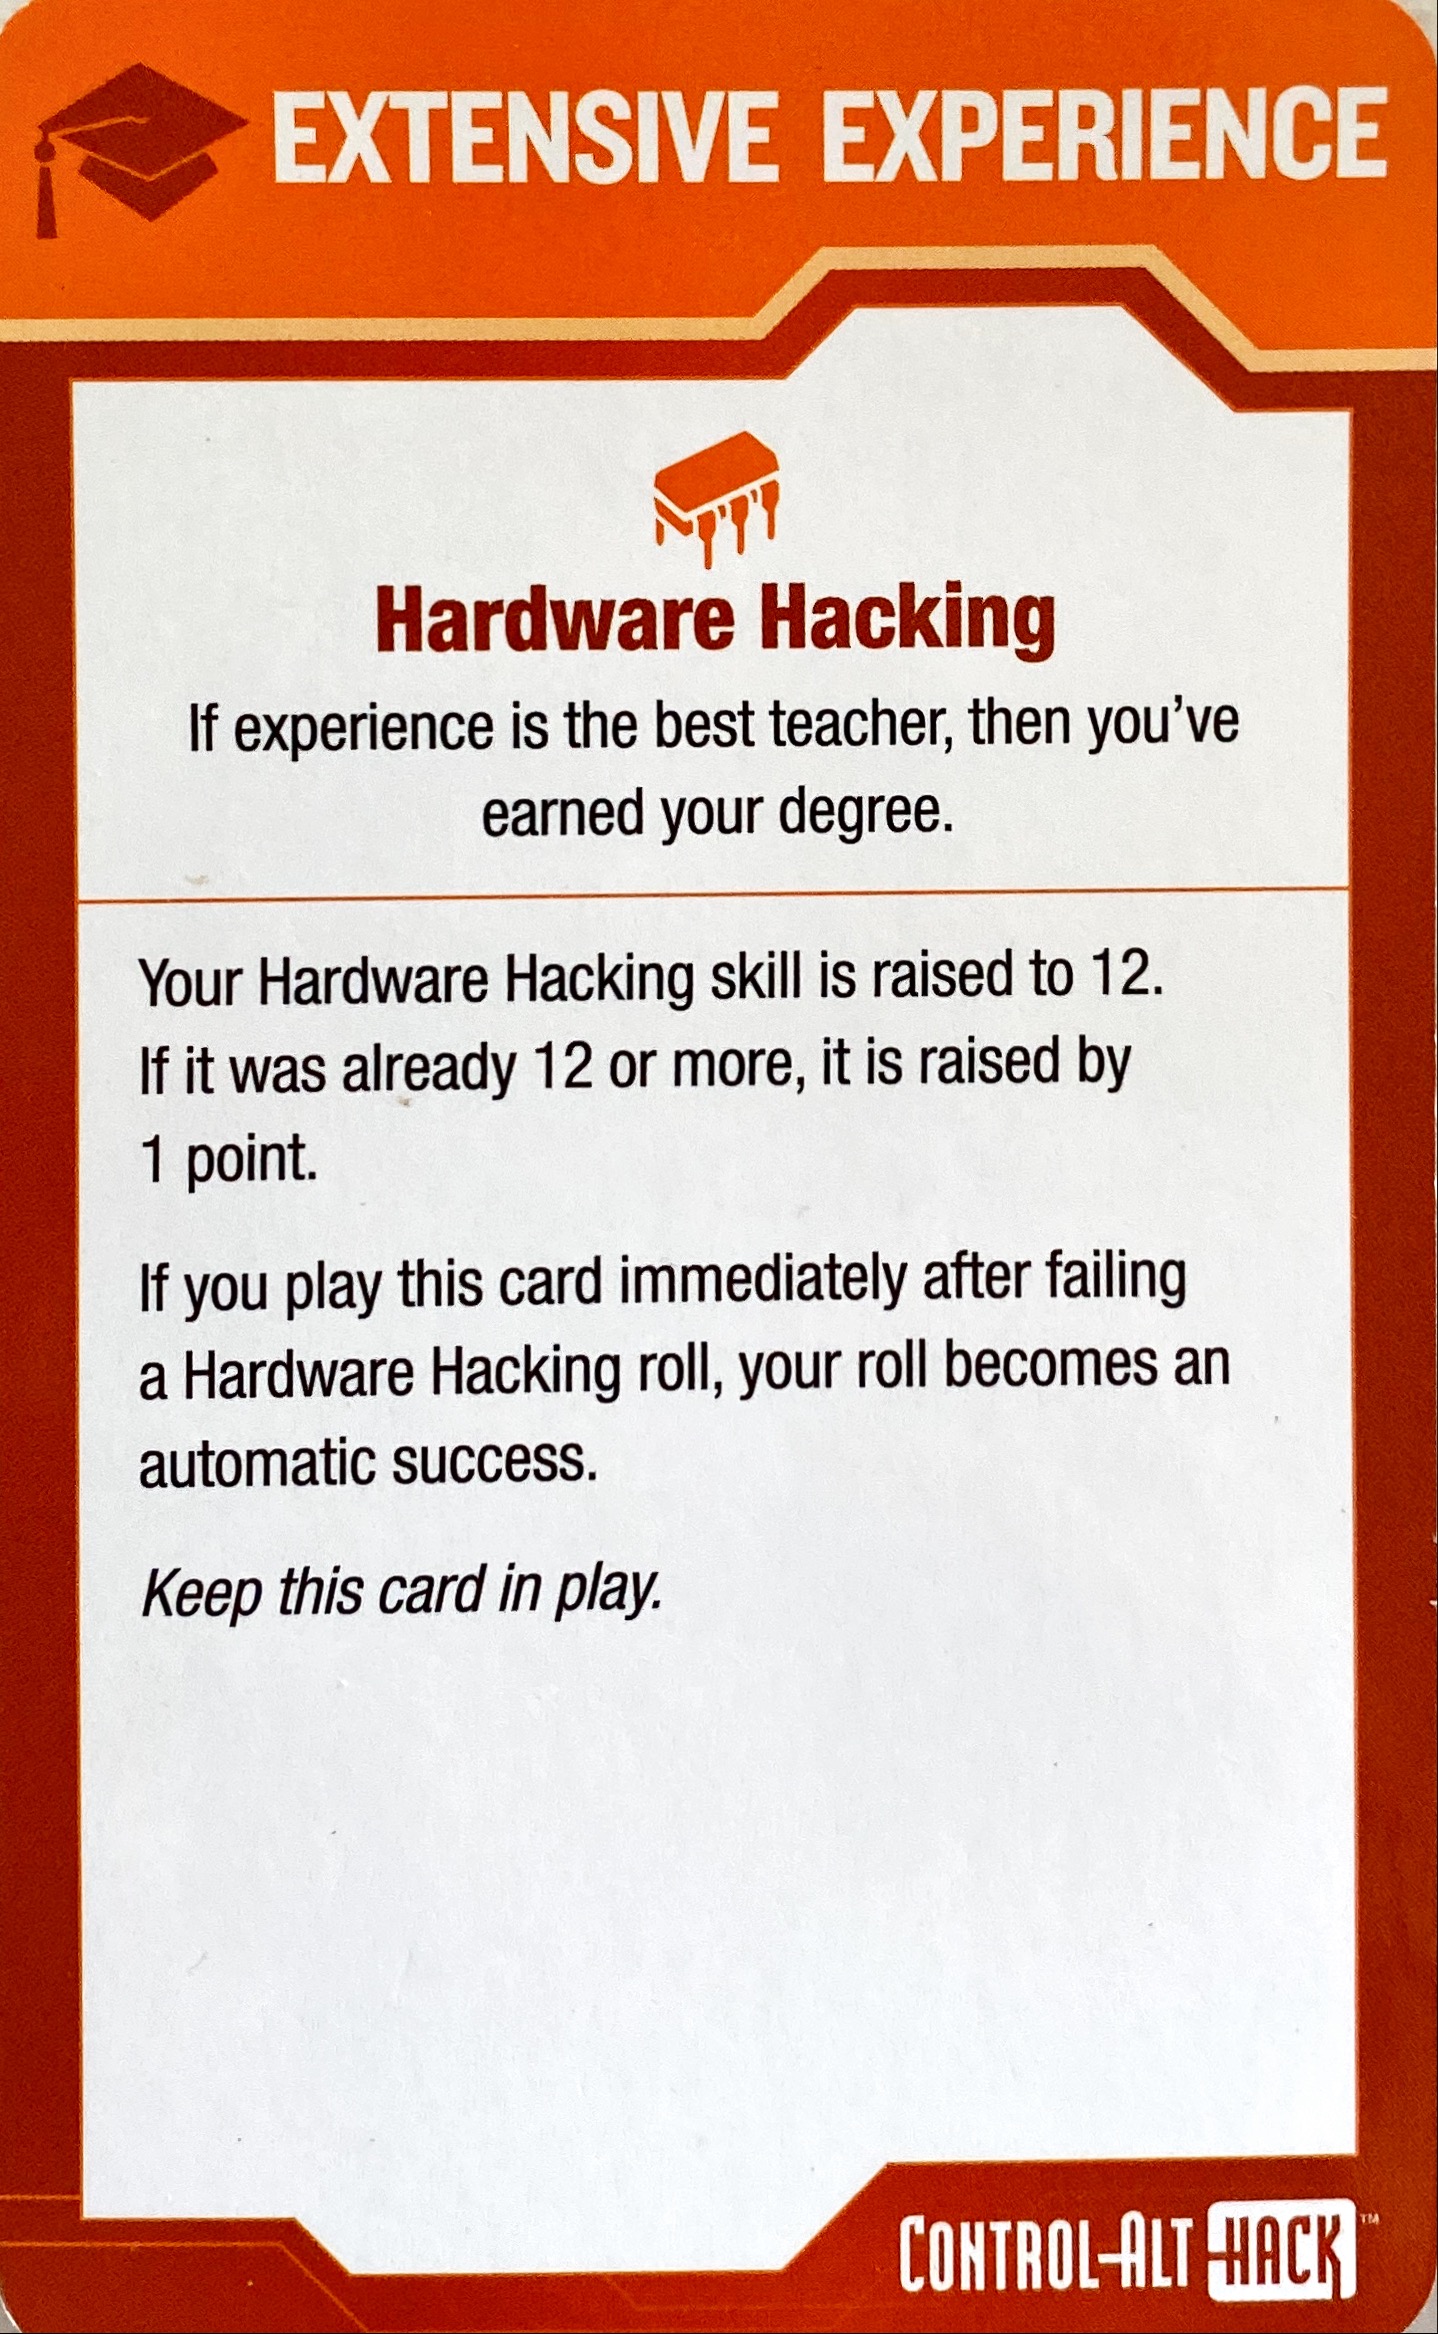 EXTENSIVE EXPERIENCE
Hardware Hacking
If experience is the best teacher, then you've
earned your degree.
Your Hardware Hacking skill is raised to 12.
If it was already 12 or more, it is raised by
1 point.
If you play this card immediately after failing
a Hardware Hacking roll, your roll becomes an
automatic success.
Keep this card in play.
CONTROL-ALT-HACK™